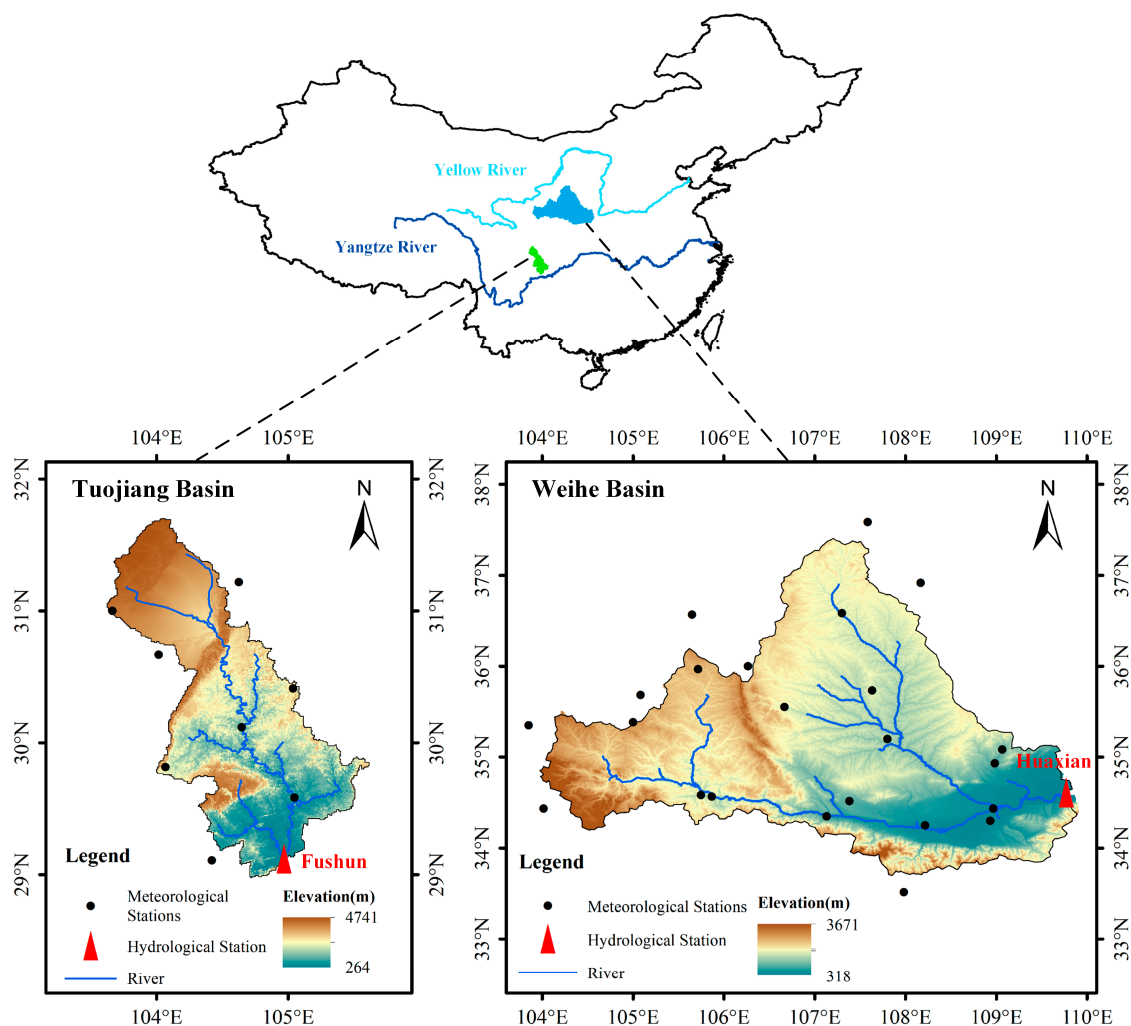 Yellow River
Yangtze River
104°E 105°E
104°E 105°E 106°E 107°E 108°E 109°E 110°E
Tuojiang Basin
N
32°N
31°N
30°N
29°N
32°N
31°N
30°N
29°N
Fushun
Legend
Meteorological
Stations
Hydrological Station
River
Elevation(m)
4741
264
104°E 105°E
Weihe Basin
N
38°N
37°N
36°N
35°N
34°N
33°N
38°N
37°N
36°N
35°N
34°N
33°N
Huaxian
Legend
Meteorological Stations
Hydrological Station
River
Elevation(m)
3671
318
104°E 105°E 106°E 107°E 108°E 109°E 110°E